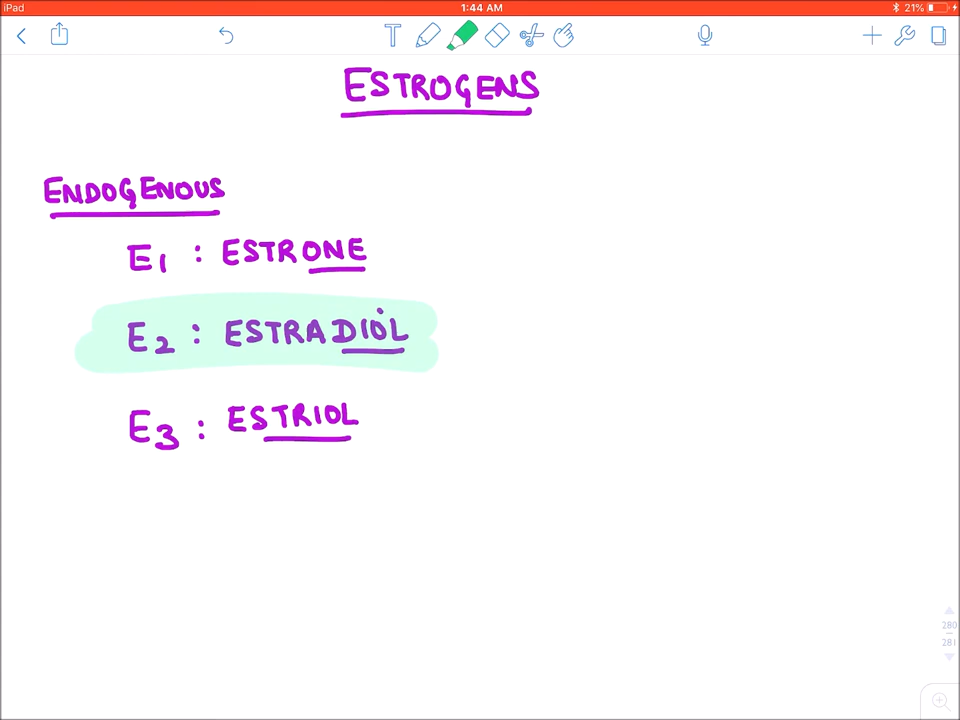 iPad 1:44 AM 21%
T
ESTROGENS
ENDOGENOUS
E1 : ESTRONE
E2 : ESTRADIOL
E3 : ESTRIOL
280
281